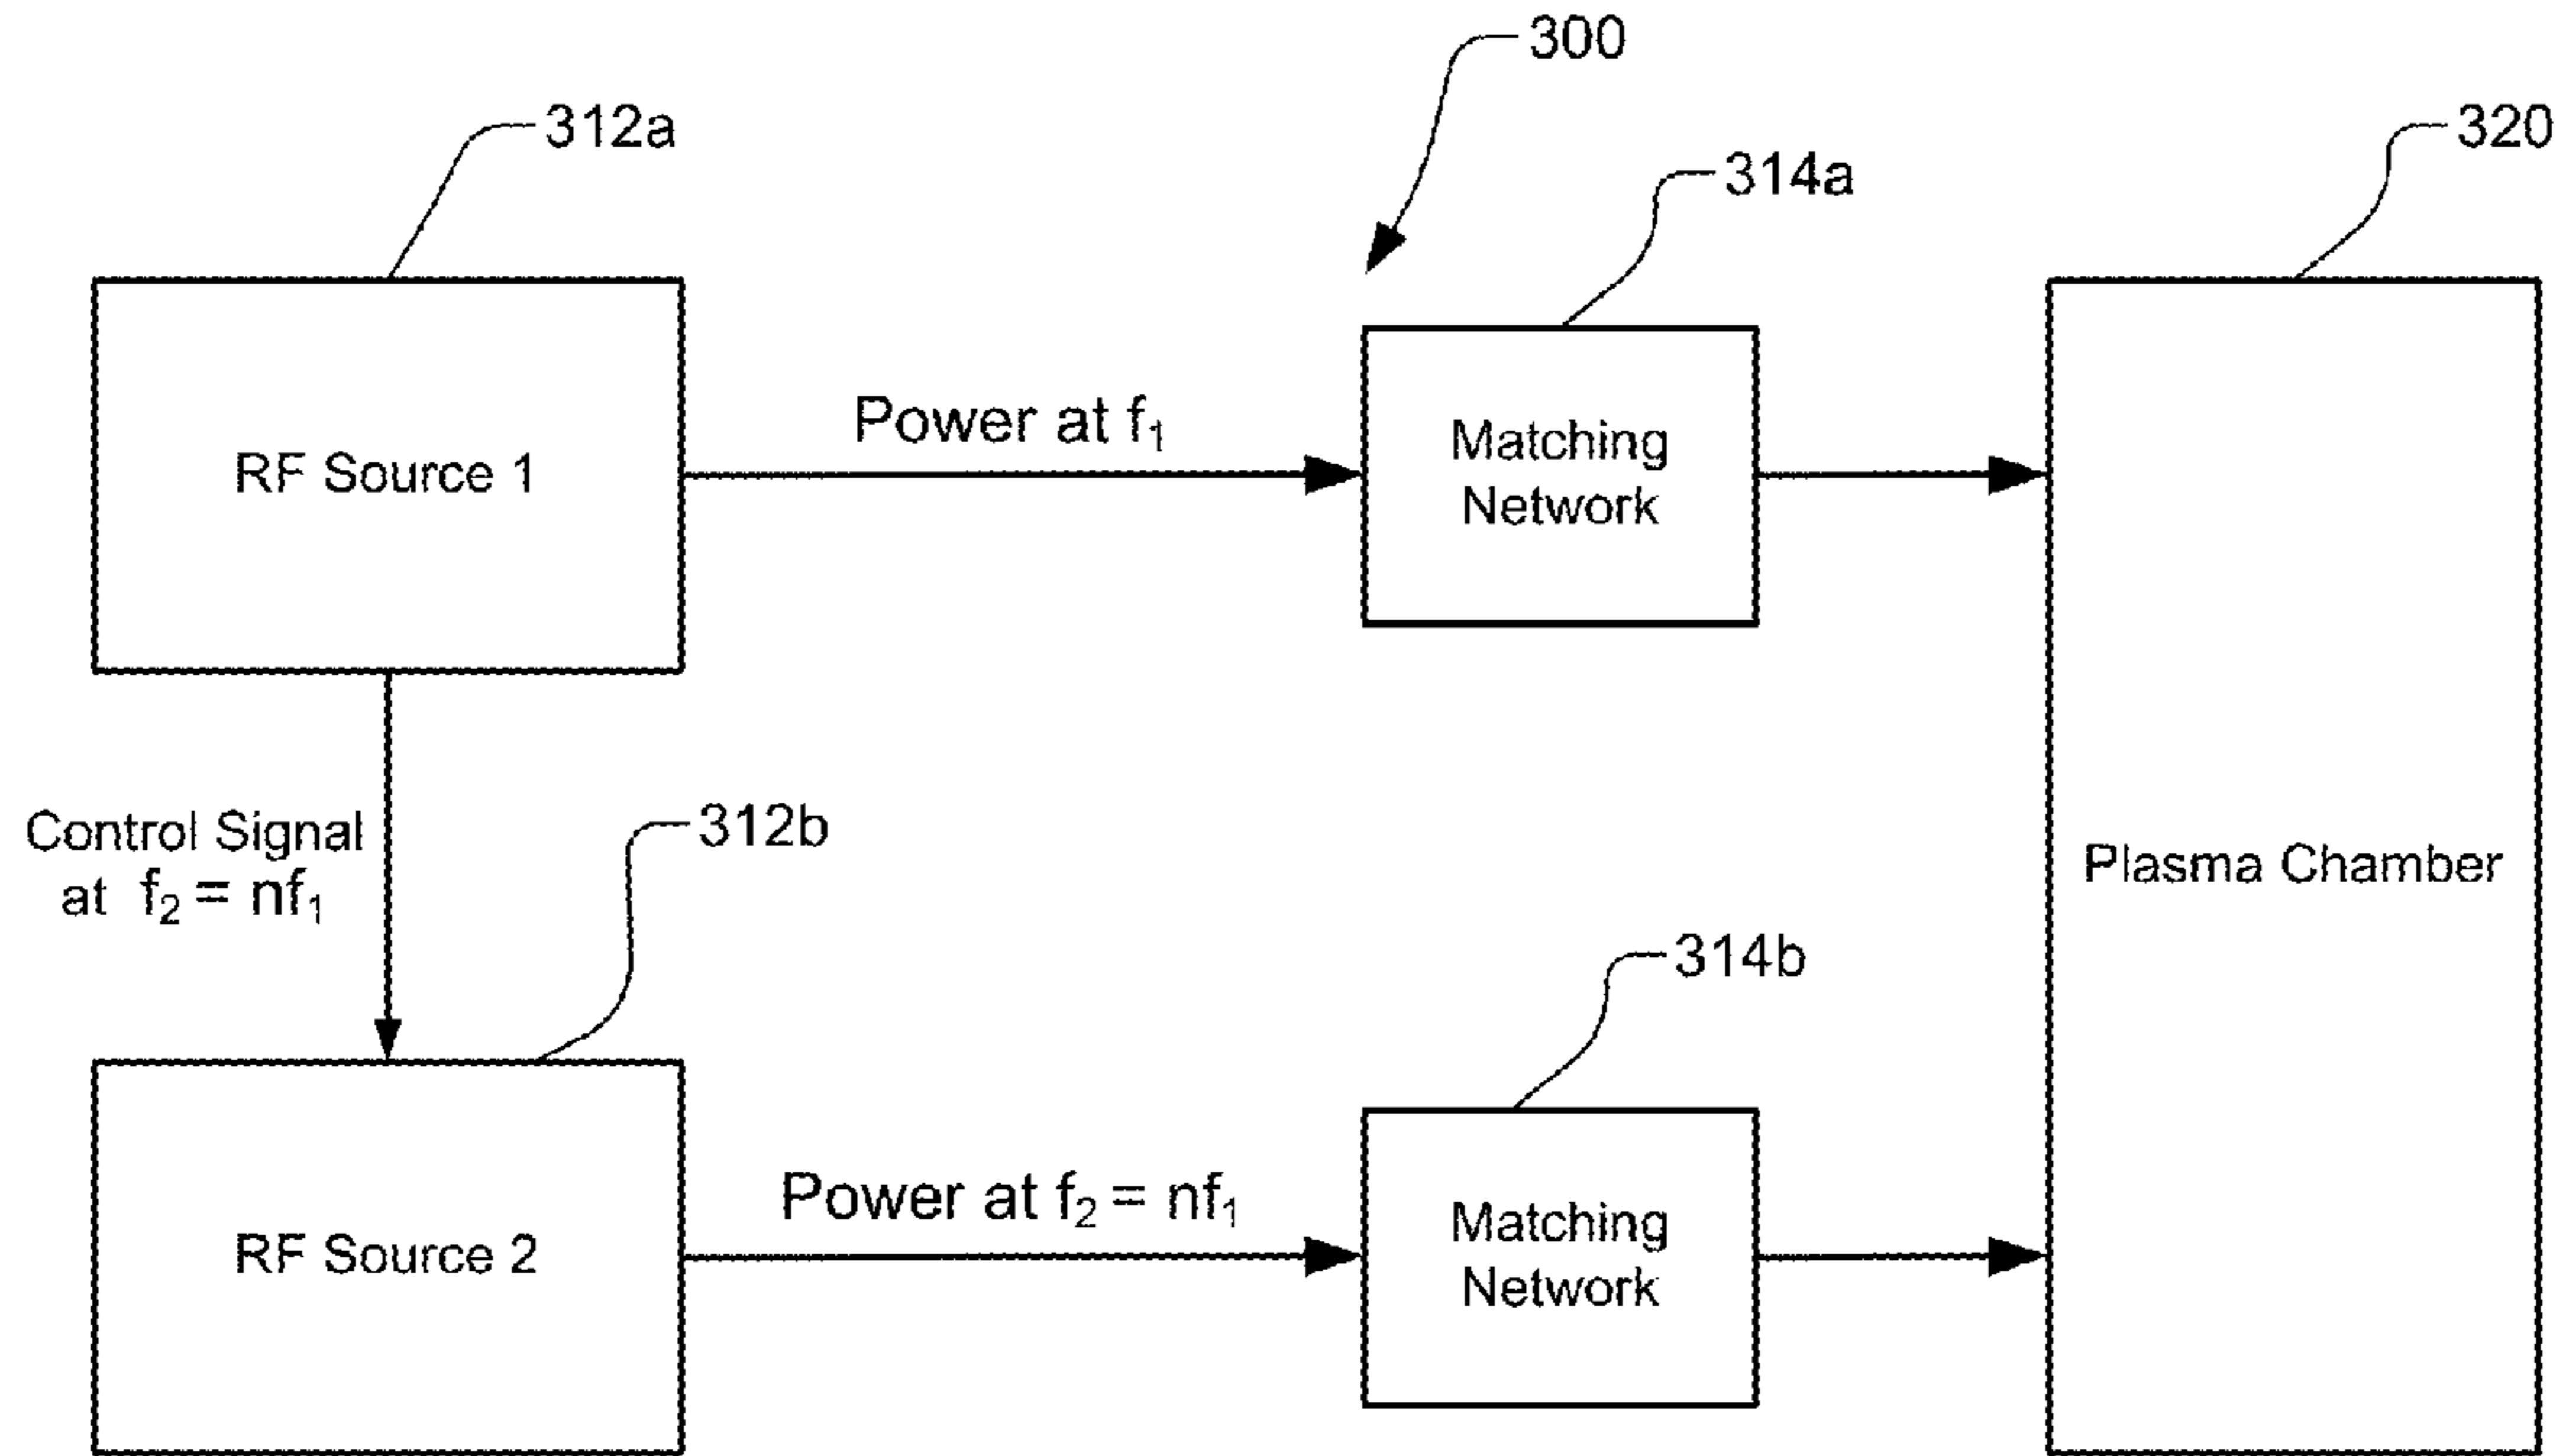 300
312a
320
314a
Power at f₁
RF Source 1
Matching
Network
Control Signal
at f₂ = nf₁
312b
Plasma Chamber
314b
Power at f₂ = nf₁
RF Source 2
Matching
Network